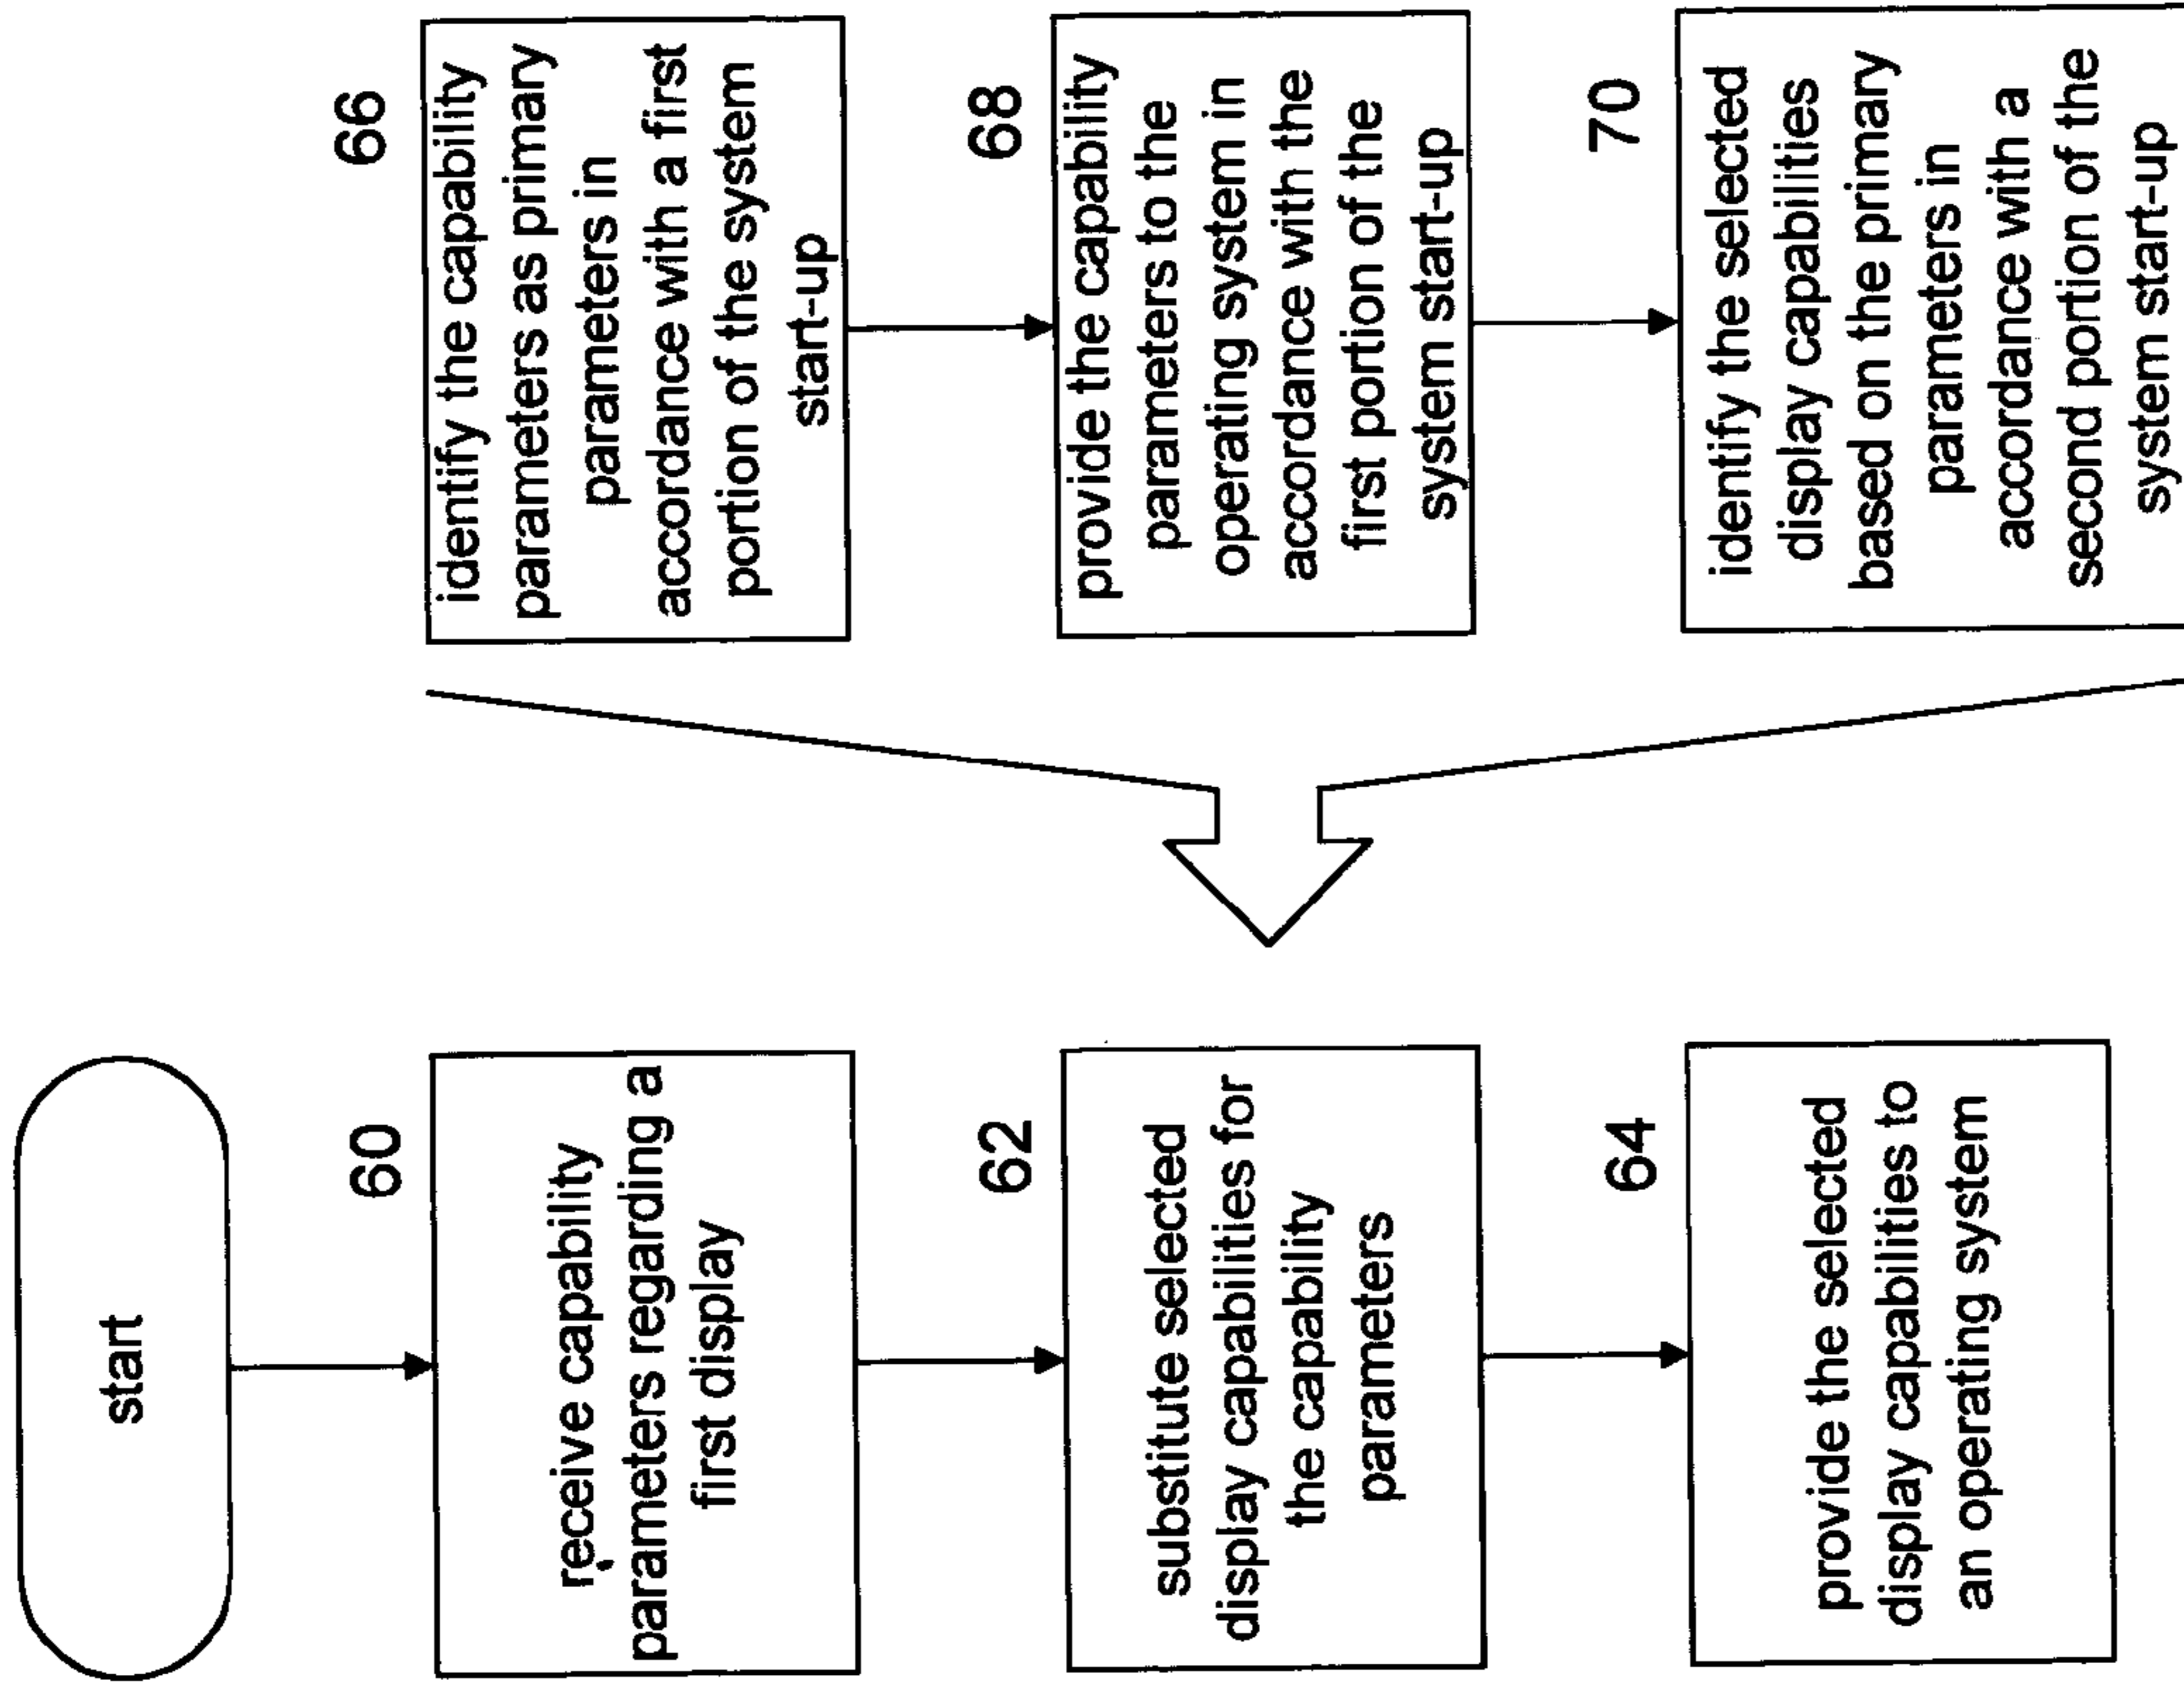 start
60
receive capability
parameters regarding a
first display
62
substitute selected
display capabilities for
the capability
parameters
64
provide the selected
display capabilities to
an operating system
66
identify the capability
parameters as primary
parameters in
accordance with a first
portion of the system
start-up
68
provide the capability
parameters to the
operating system in
accordance with the
first portion of the
system start-up
70
identify the selected
display capabilities
based on the primary
parameters in
accordance with a
second portion of the
system start-up